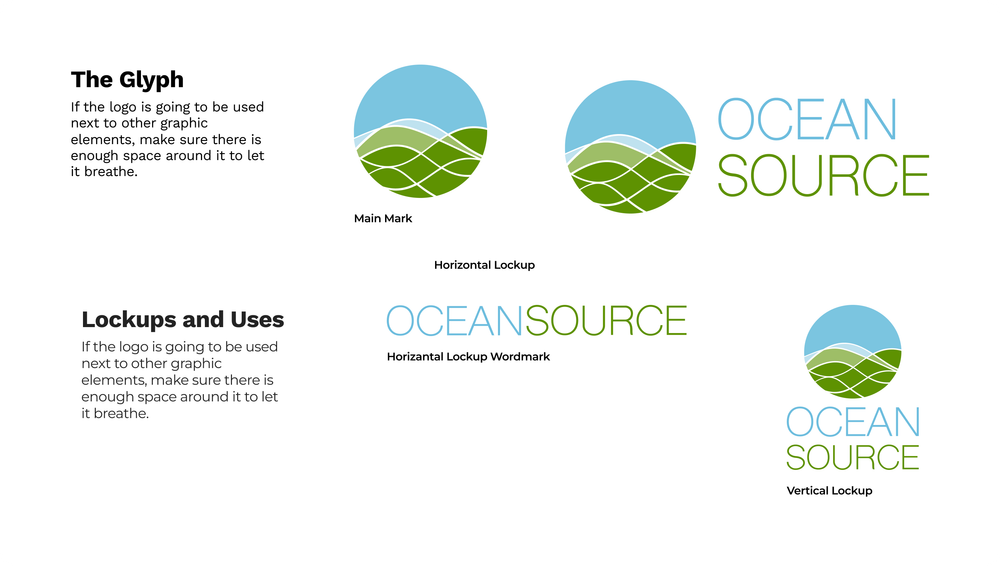 The Glyph
If the logo is going to be used
next to other graphic
elements, make sure there is
enough space around it to let
it breathe.
Main Mark
OCEAN
SOURCE
Horizontal Lockup
Lockups and Uses
If the logo is going to be used
next to other graphic
elements, make sure there is
enough space around it to let
it breathe.
OCEANSOURCE
Horizantal Lockup Wordmark
OCEAN
SOURCE
Vertical Lockup